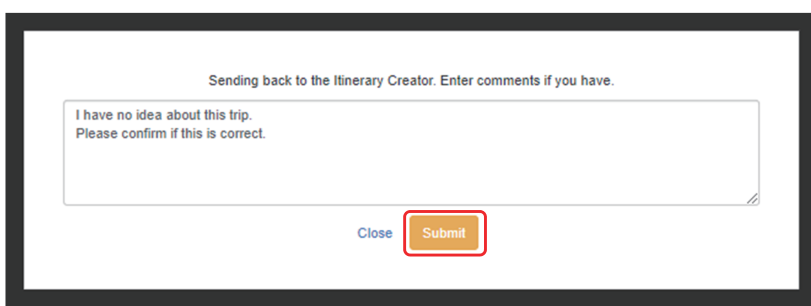 Sending back to the Itinerary Creator. Enter comments if you have.
I have no idea about this trip.
Please confirm if this is correct.
Close Submit